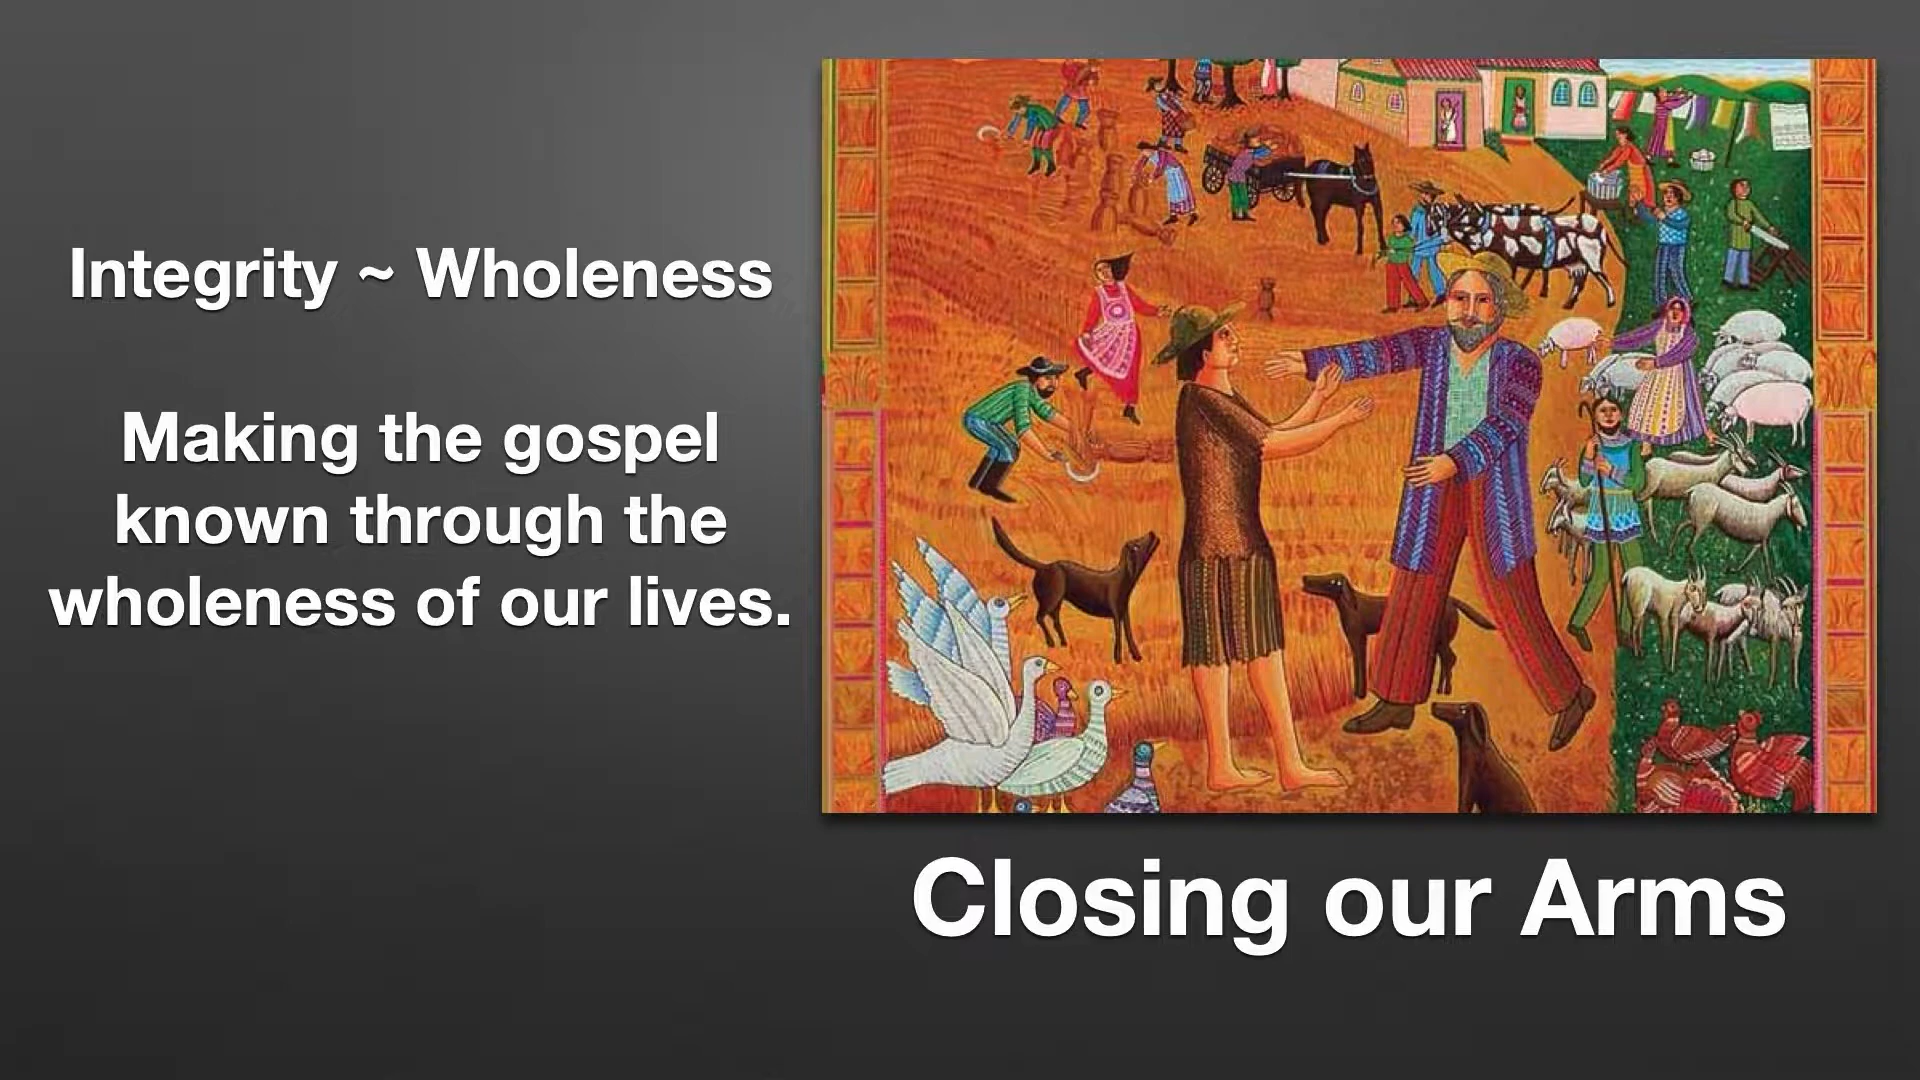 Integrity ~ Wholeness
Making the gospel
known through the
wholeness of our lives.
Closing our Arms